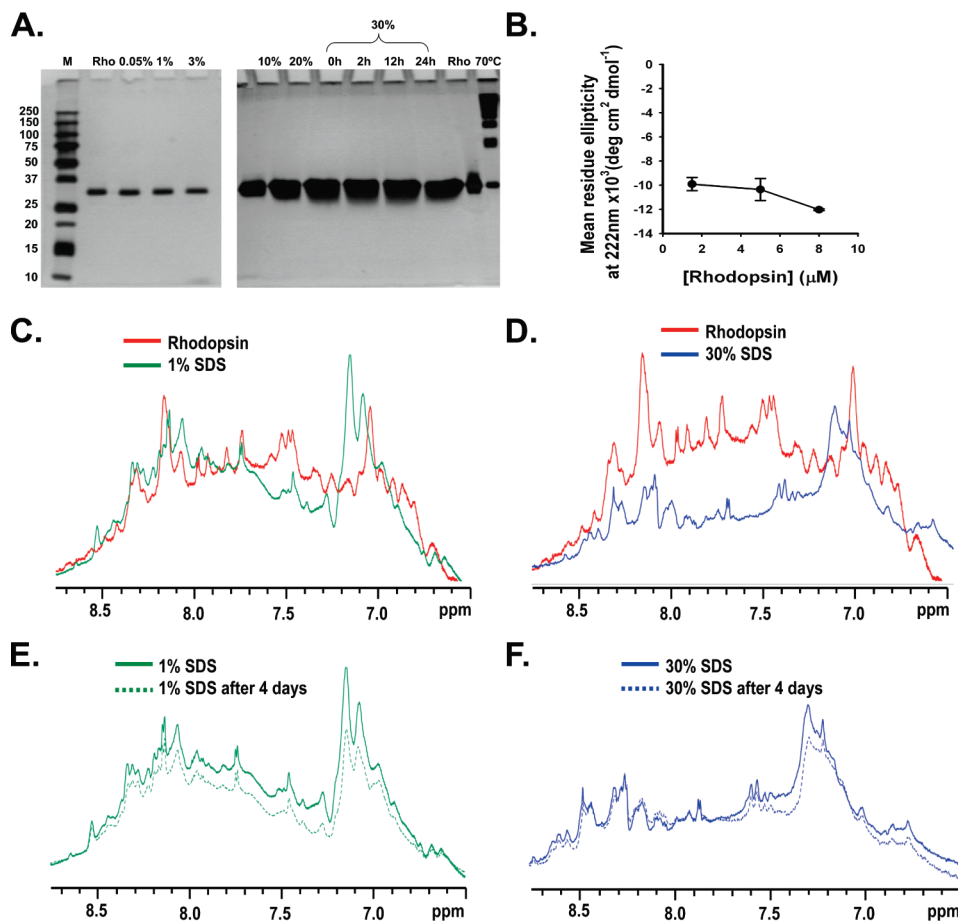 A.
30%
M Rho 0.05% 1% 3% 10% 20% 0h 2h 12h 24h Rho 70ºC
250
150
100
75
50
37
25
20
15
10
B.
Mean residue ellipticity
at 222nm x10³(deg cm² dmol⁻¹)
0
-2
-4
-6
-8
-10
-12
-14
0 2 4 6 8 10
[Rhodopsin] (μM)
C.
Rhodopsin
1% SDS
8.5 8.0 7.5 7.0 ppm
D.
Rhodopsin
30% SDS
8.5 8.0 7.5 7.0 ppm
E.
1% SDS
1% SDS after 4 days
8.5 8.0 7.5 7.0 ppm
F.
30% SDS
30% SDS after 4 days
8.5 8.0 7.5 7.0 ppm